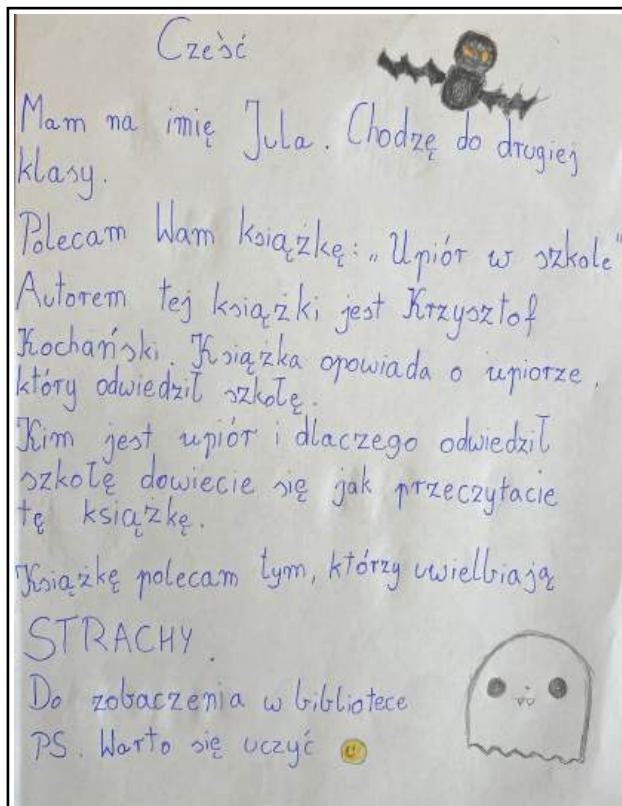 Cześć
Mam na imię Jula. Chodzę do drugiej
klasy.
Polecam Wam książkę: „Upiór w szkole"
Autorem tej książki jest Krzysztof
Kochański. Książka opowiada o upiorze,
który odwiedził szkołę.
Kim jest upiór i dlaczego odwiedził
szkołę dowiecie się jak przeczytacie
tę książkę.
Książkę polecam tym, którzy uwielbiają
STRACHY.
Do zobaczenia w bibliotece
PS. Warto się uczyć